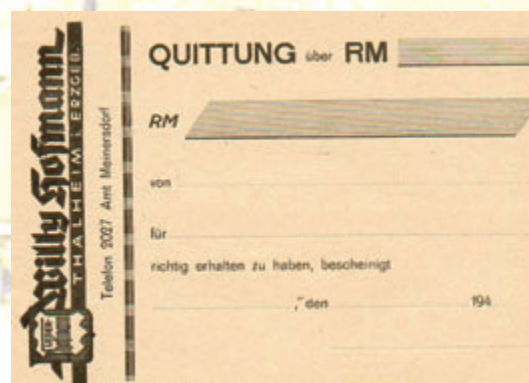 Willy Hofmann
THALHEIM i. ERZGEB.
Telefon 2027 Amt Meinersdorf
QUITTUNG über RM
RM
von
für
richtig erhalten zu haben, bescheinigt
, den 194